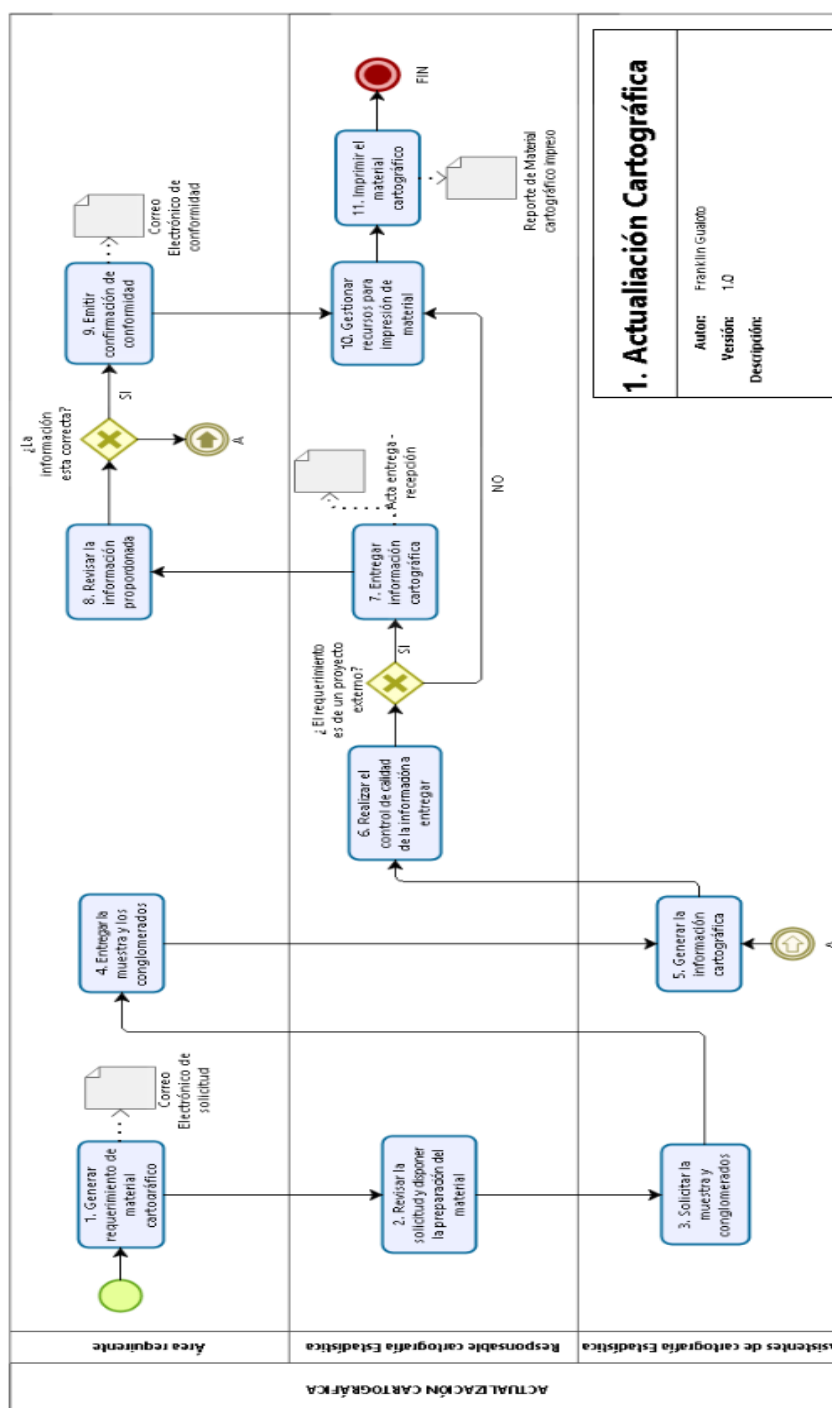 ACTUALIZACIÓN CARTOGRÁFICA
Área requirente
1. Generar
requerimiento de
material
cartográfico
Correo
Electrónico de
solicitud
4. Entregar la
muestra y los
conglomerados
8. Revisar la
información
proporcionada
¿La
información
esta correcta?
SI
A
9. Emitir
confirmación de
conformidad
Correo
Electrónico de
conformidad
Responsable cartografía Estadística
2. Revisar la
solicitud y disponer
la preparación del
material
6. Realizar el
control de calidad
de la información a
entregar
¿ El requerimiento
es de un proyecto
externo?
SI
NO
7. Entregar
información
cartográfica
Acta entrega -
recepción
10. Gestionar
recursos para
impresión de
material
11. Imprimir el
material
cartográfico
Reporte de Material
cartográfico impreso
FIN
de cartografía Estadística
3. Solicitar la
muestra y
conglomerados
5. Generar la
información
cartográfica
A
1. Actualiación Cartográfica
Autor: Franklin Gualoto
Versión: 1.0
Descripción: